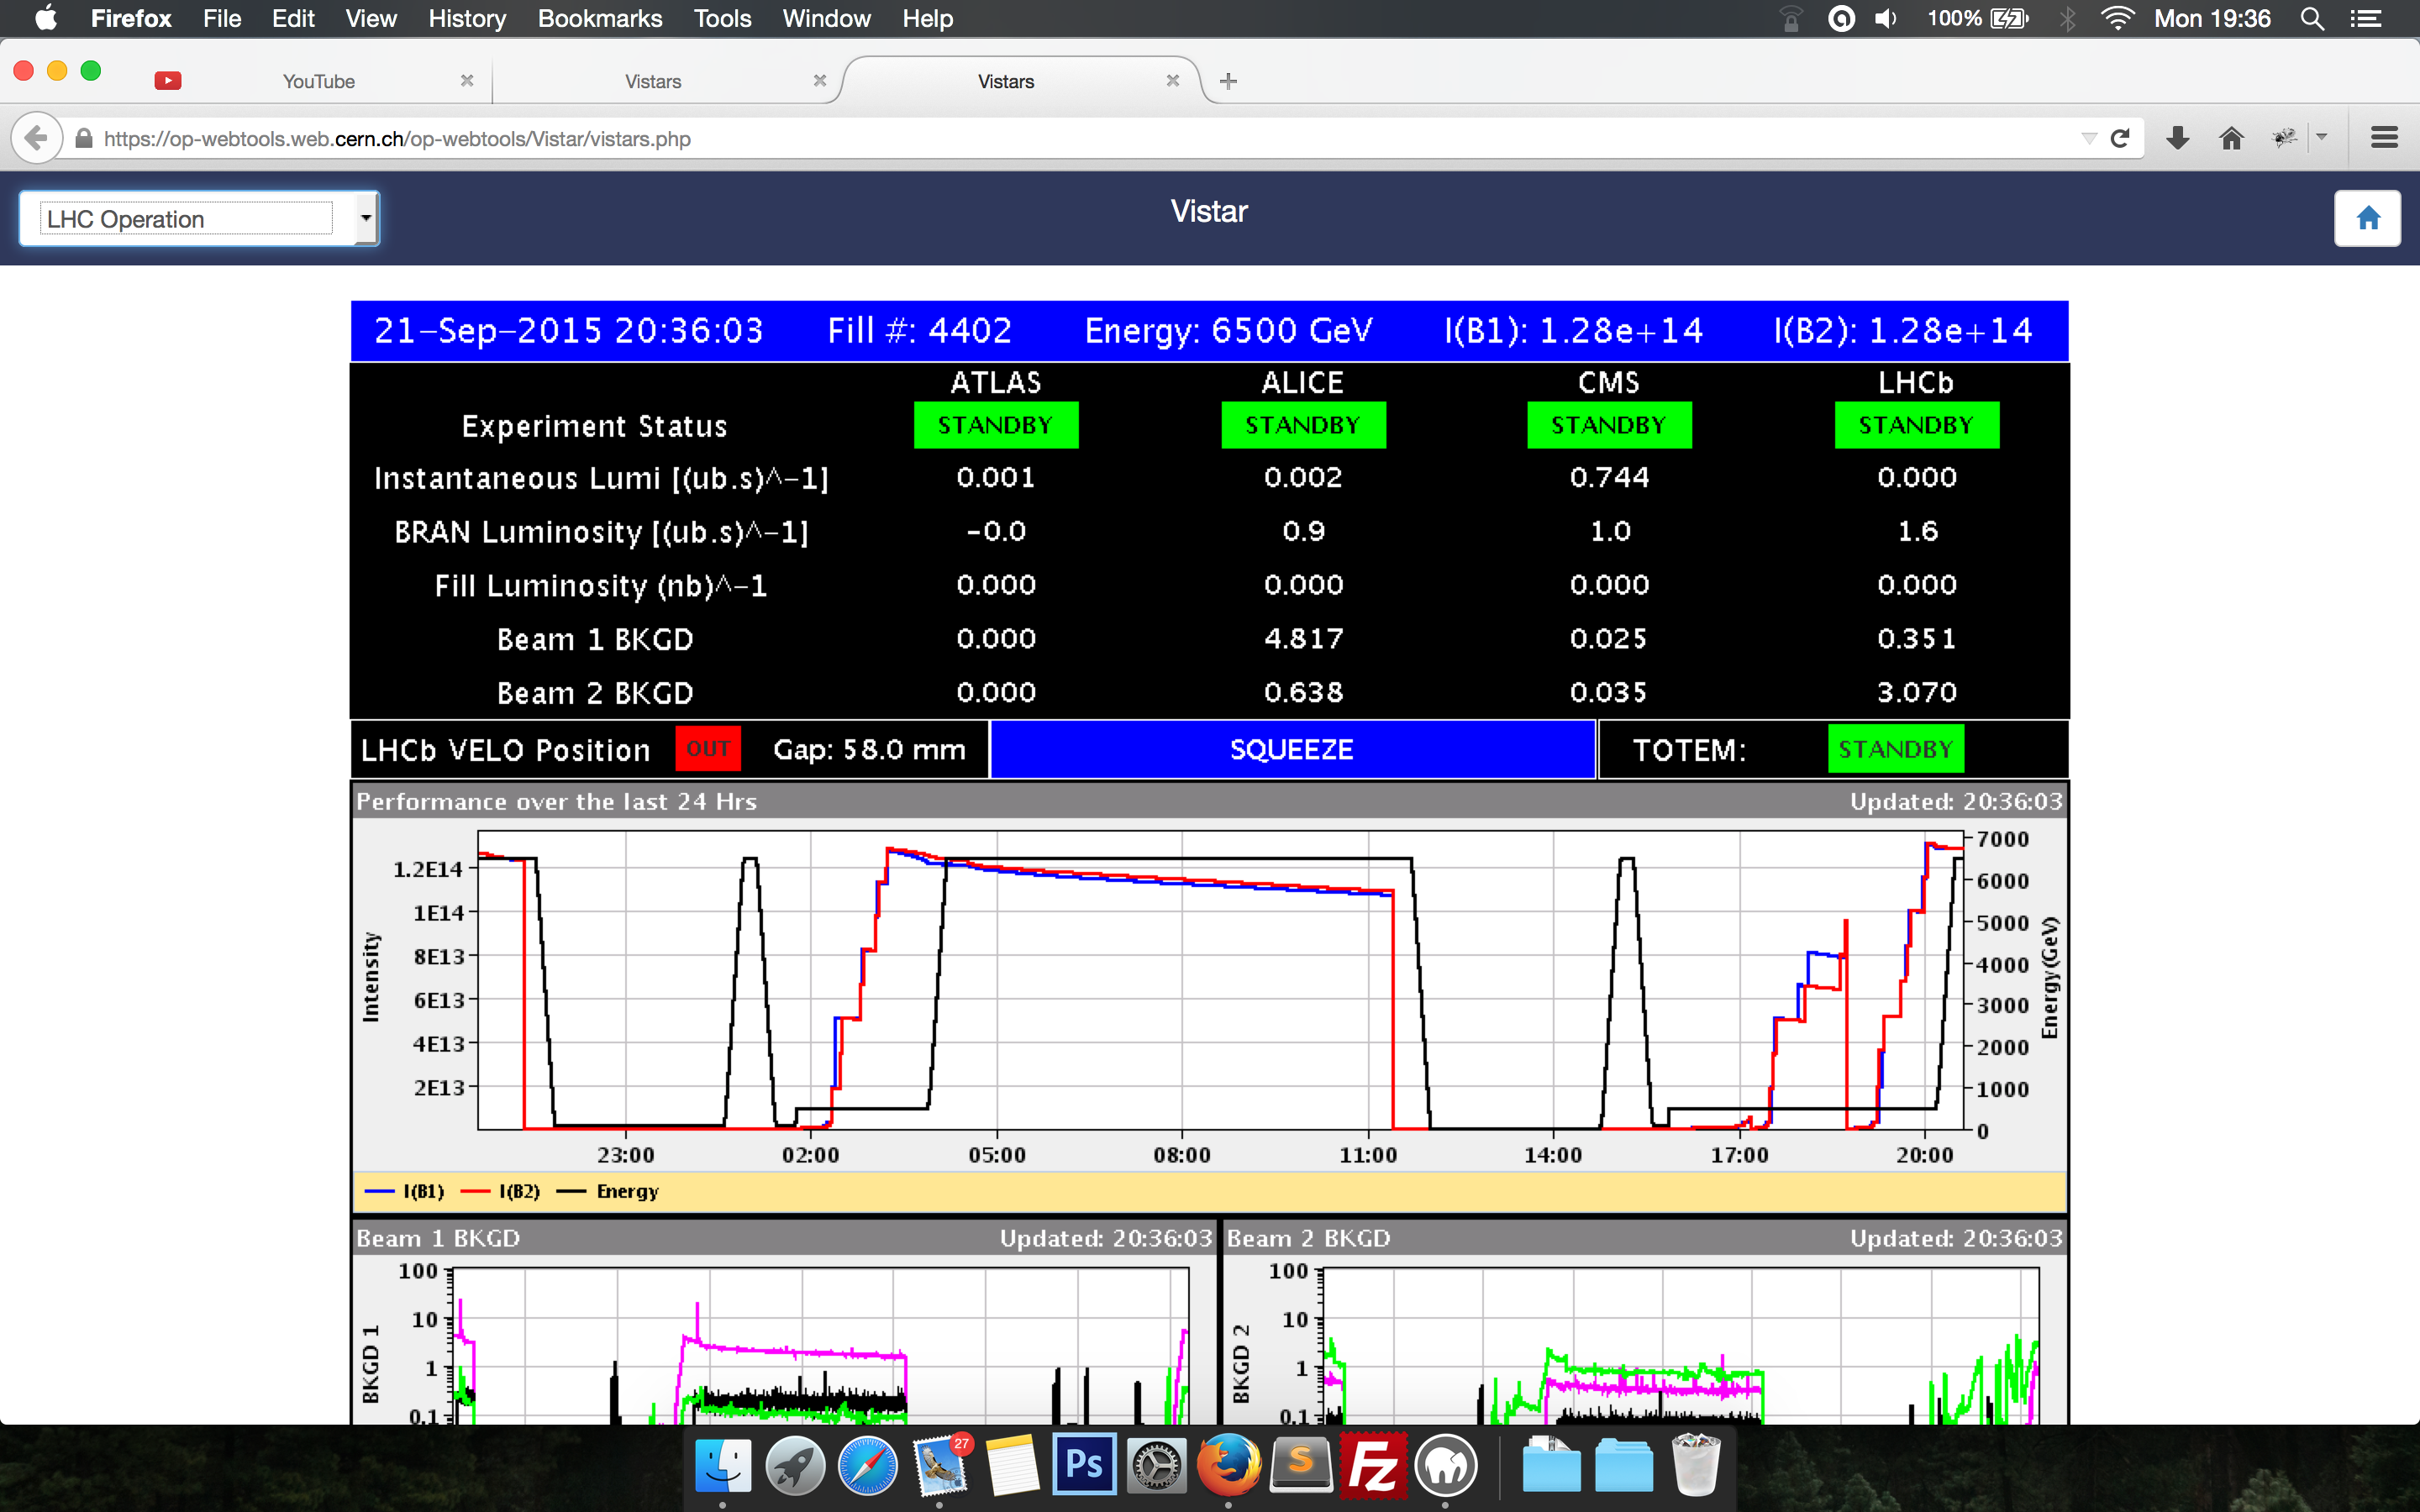 Firefox File Edit View History Bookmarks Tools Window Help 100% Mon 19:36
YouTube Vistars Vistars
https://op-webtools.web.cern.ch/op-webtools/Vistar/vistars.php
LHC Operation Vistar
21-Sep-2015 20:36:03 Fill #: 4402 Energy: 6500 GeV I(B1): 1.28e+14 I(B2): 1.28e+14
ATLAS ALICE CMS LHCb
Experiment Status STANDBY STANDBY STANDBY STANDBY
Instantaneous Lumi [(ub.s)^-1] 0.001 0.002 0.744 0.000
BRAN Luminosity [(ub.s)^-1] -0.0 0.9 1.0 1.6
Fill Luminosity (nb)^-1 0.000 0.000 0.000 0.000
Beam 1 BKGD 0.000 4.817 0.025 0.351
Beam 2 BKGD 0.000 0.638 0.035 3.070
LHCb VELO Position OUT Gap: 58.0 mm SQUEEZE TOTEM: STANDBY
Performance over the last 24 Hrs Updated: 20:36:03
Intensity
1.2E14
1E14
8E13
6E13
4E13
2E13
7000
6000
5000
4000
3000
2000
1000
0
Energy(GeV)
23:00 02:00 05:00 08:00 11:00 14:00 17:00 20:00
I(B1) I(B2) Energy
Beam 1 BKGD Updated: 20:36:03 Beam 2 BKGD Updated: 20:36:03
BKGD 1
100
10
1
0.1
BKGD 2
100
10
1
0.1
27
Ps
S
Fz